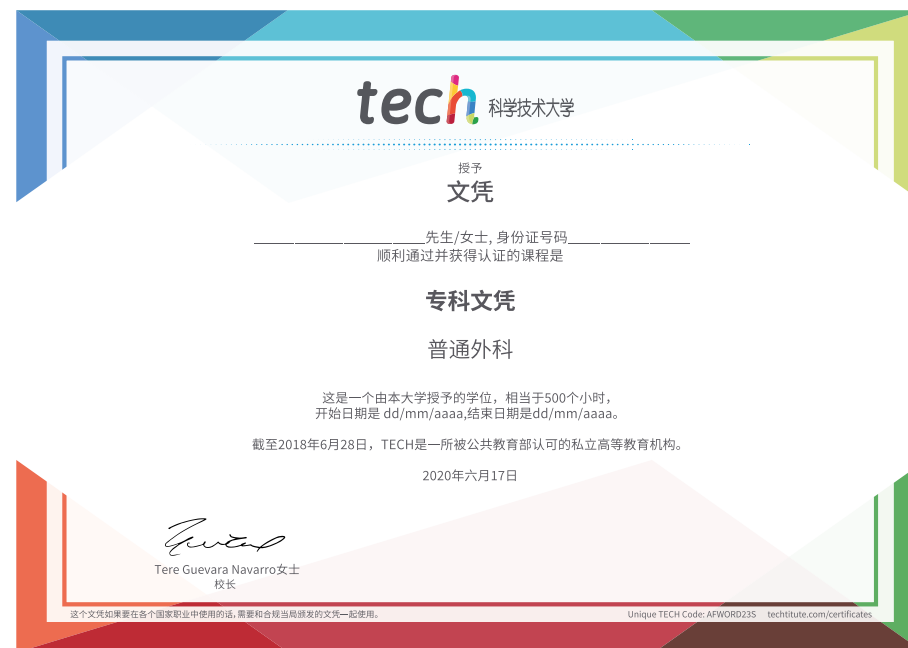 tech 科学技术大学
授予
文凭
____________________先生/女士, 身份证号码______________
顺利通过并获得认证的课程是
专科文凭
普通外科
这是一个由本大学授予的学位，相当于500个小时，
开始日期是 dd/mm/aaaa,结束日期是dd/mm/aaaa。
截至2018年6月28日，TECH是一所被公共教育部认可的私立高等教育机构。
2020年六月17日
Tere Guevara Navarro女士
校长
这个文凭如果要在各个国家职业中使用的话,需要和合规当局颁发的文凭一起使用。
Unique TECH Code: AFWORD23S techtitute.com/certificates